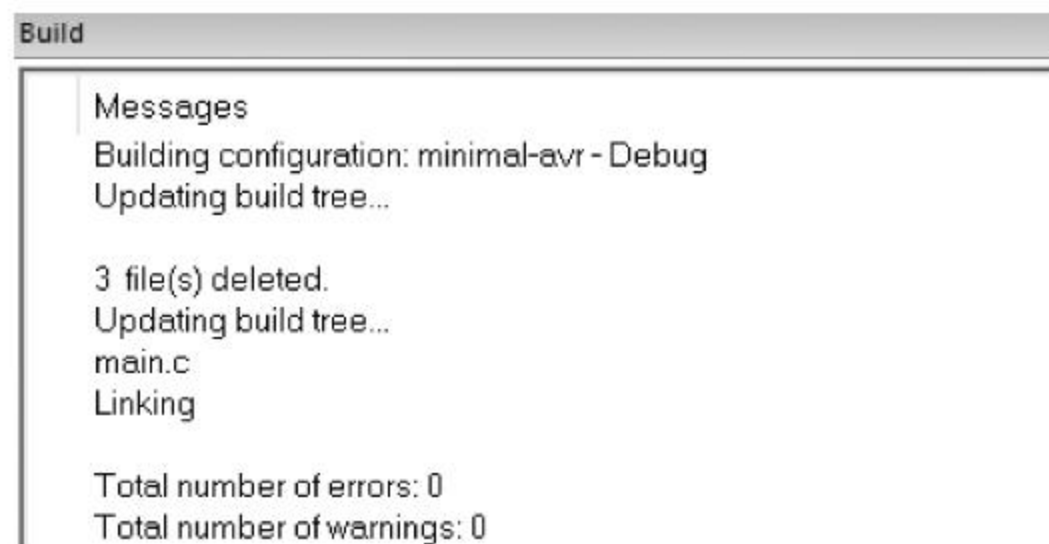 Build
Messages
Building configuration: minimal-avr - Debug
Updating build tree...
3 file(s) deleted.
Updating build tree...
main.c
Linking
Total number of errors: 0
Total number of warnings: 0